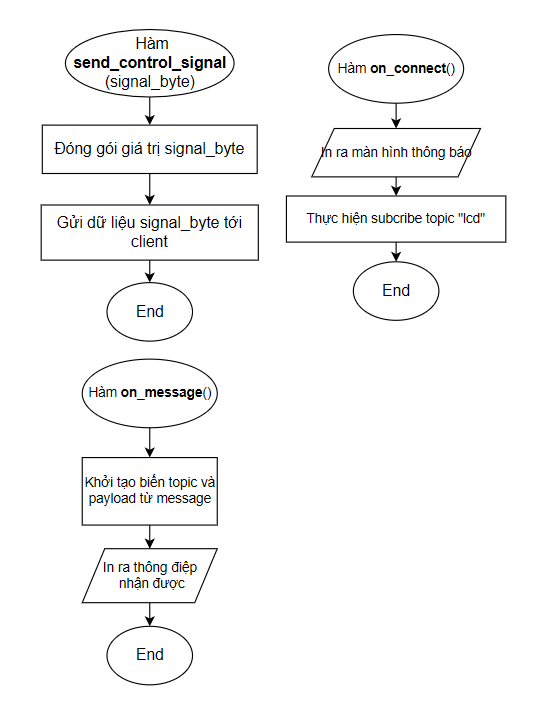 Hàm
send_control_signal
(signal_byte)
Đóng gói giá trị signal_byte
Gửi dữ liệu signal_byte tới
client
End
Hàm on_connect()
In ra màn hình thông báo
Thực hiện subcribe topic "lcd"
End
Hàm on_message()
Khởi tạo biến topic và
payload từ message
In ra thông điệp
nhận được
End